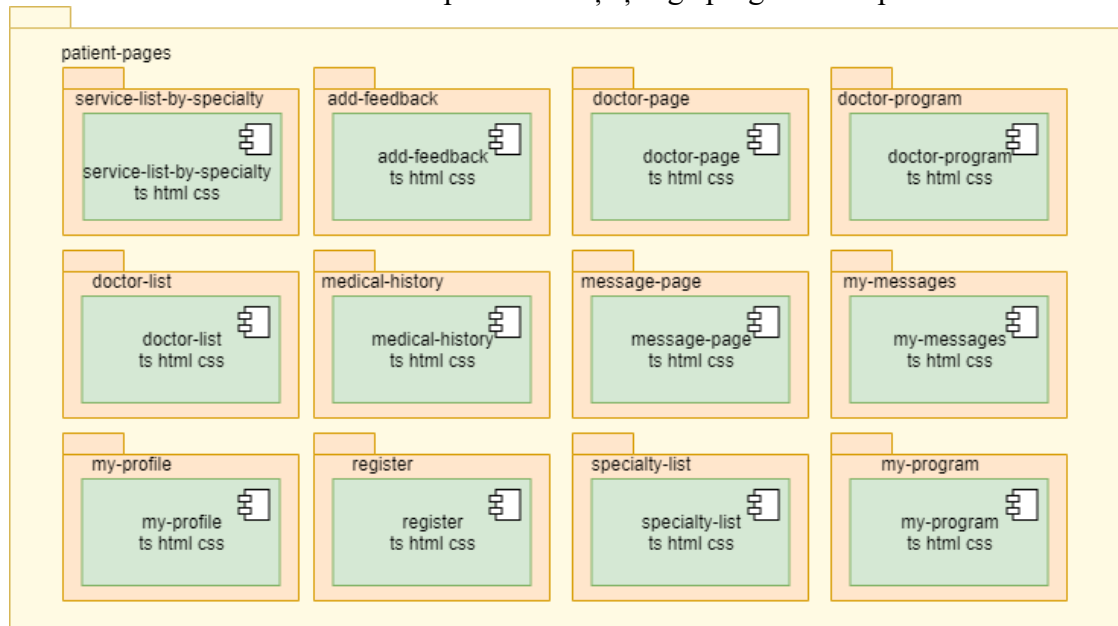 patient-pages
service-list-by-specialty
service-list-by-specialty
ts html css
add-feedback
add-feedback
ts html css
doctor-page
doctor-page
ts html css
doctor-program
doctor-program
ts html css
doctor-list
doctor-list
ts html css
medical-history
medical-history
ts html css
message-page
message-page
ts html css
my-messages
my-messages
ts html css
my-profile
my-profile
ts html css
register
register
ts html css
specialty-list
specialty-list
ts html css
my-program
my-program
ts html css